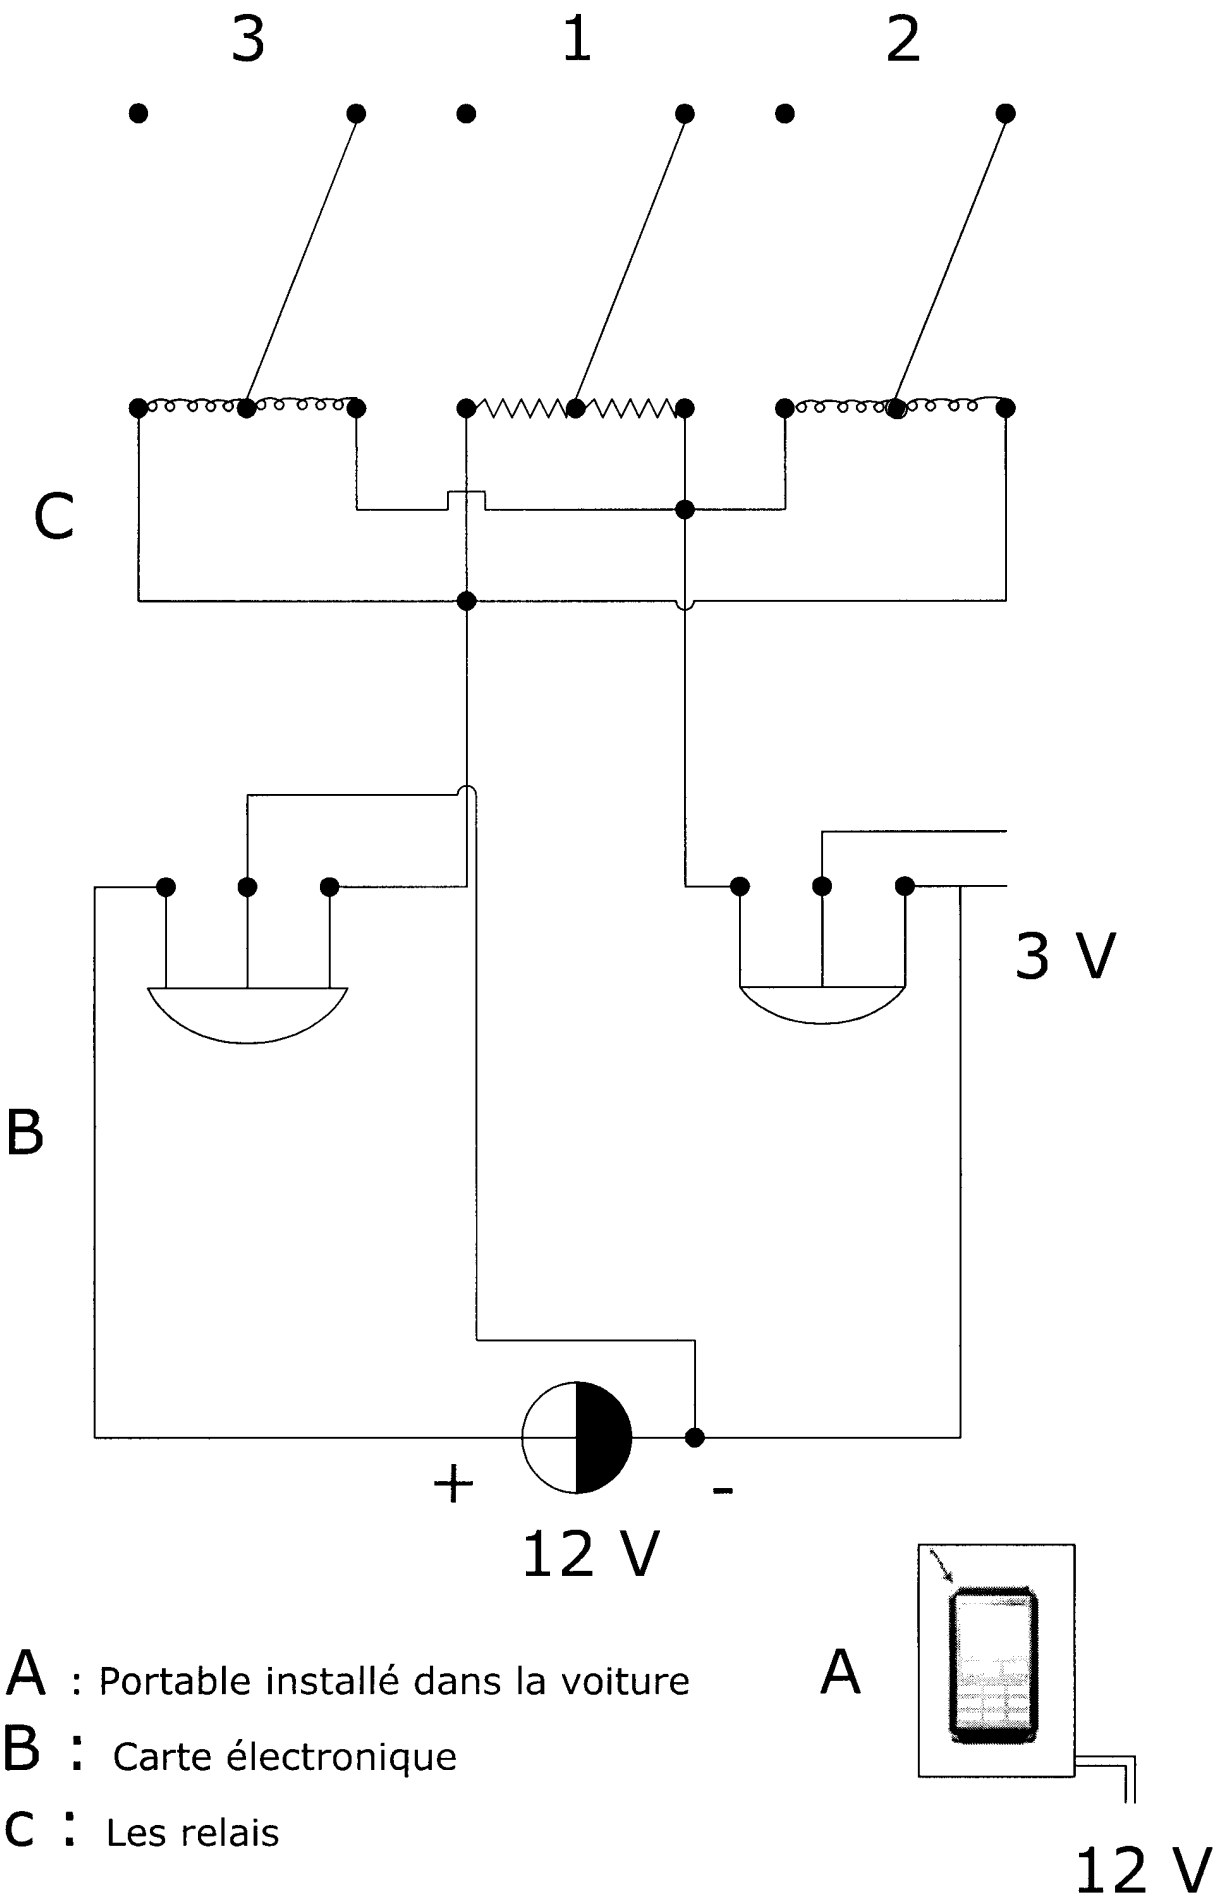 3 1 2
C
3 V
B
+ -
12 V
A : Portable installé dans la voiture
A
B : Carte électronique
c : Les relais
12 V